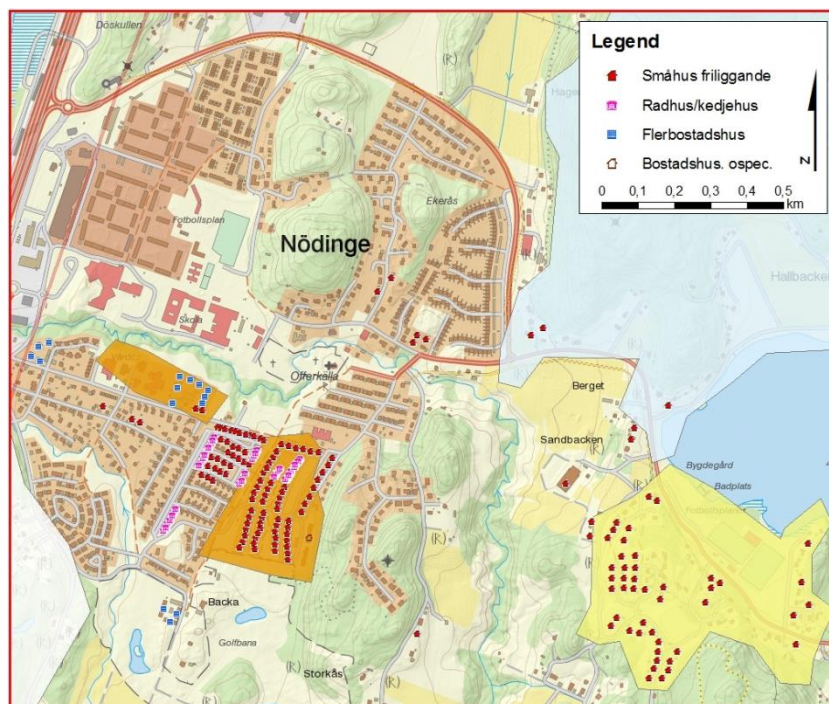 Döskullen
(R)
Legend
Småhus friliggande
Radhus/kedjehus
Flerbostadshus
Bostadshus. ospec.
N
0 0,1 0,2 0,3 0,4 0,5
km
Ekerås
Fotbollsplan
Nödinge
(R)
Hallbacken
Skola
Offerkälla
Berget
Sandbacken
(R)
Bygdegård
Badplats
(R)
(R)
(R)
Backa
Golfbana
(R)
Storkås
(R)
(R)